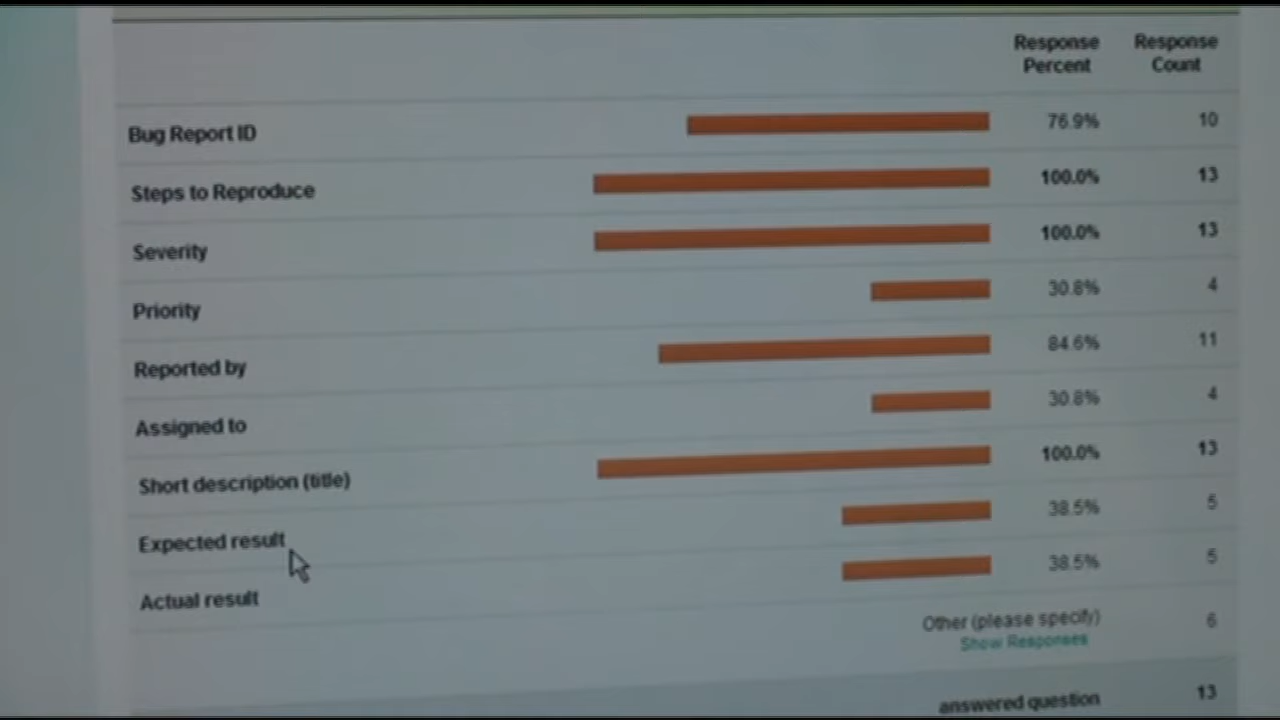 Response Percent Response Count
Bug Report ID 76.9% 10
Steps to Reproduce 100.0% 13
Severity 100.0% 13
Priority 30.8% 4
Reported by 84.6% 11
Assigned to 30.8% 4
Short description (title) 100.0% 13
Expected result 38.5% 5
Actual result 38.5% 5
Other (please specify) 6
Show Responses
answered question 13